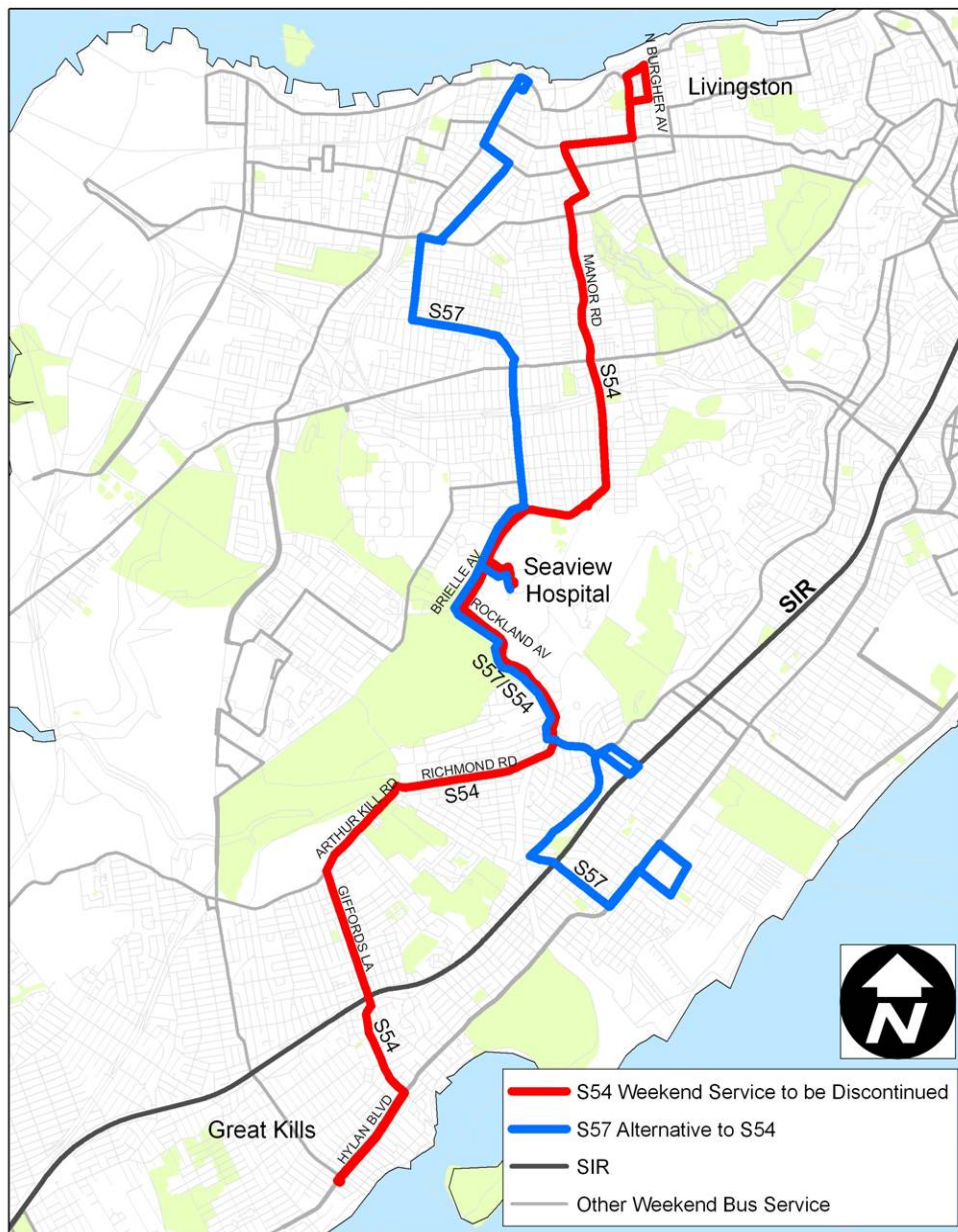 N BURGHER AV
Livingston
MANOR RD
S57
S54
Seaview
Hospital
BRIELLE AV
ROCKLAND AV
SIR
S57/S54
RICHMOND RD
S54
ARTHUR KILL RD
S57
GIFFORDS LA
S54
N
Great Kills
HYLAN BLVD
S54 Weekend Service to be Discontinued
S57 Alternative to S54
SIR
Other Weekend Bus Service